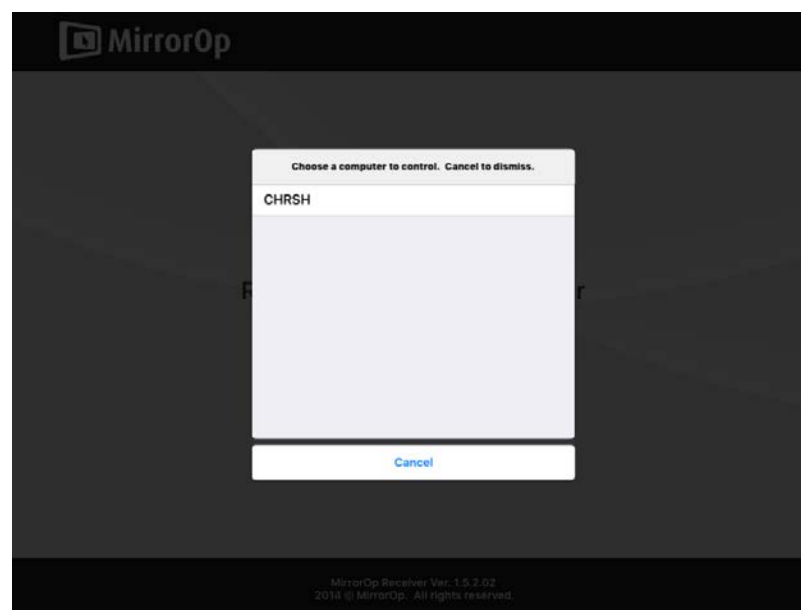 MirrorOp
Choose a computer to control. Cancel to dismiss.
CHRSH
R r
Cancel
MirrorOp Receiver Ver: 1.5.2.02
2014 © MirrorOp. All rights reserved.